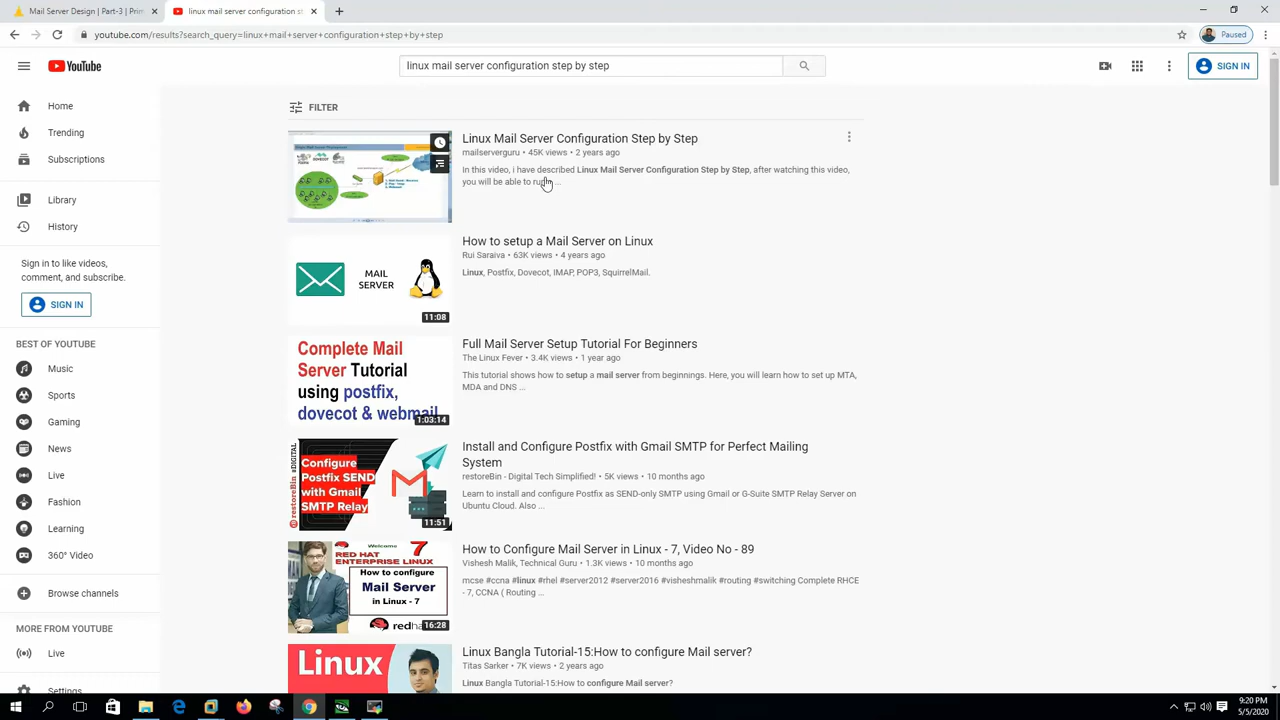 Mail Server Design | Part-3 | Prim
linux mail server configuration st
youtube.com/results?search_query=linux+mail+server+configuration+step+by+step
Paused
YouTube
linux mail server configuration step by step
SIGN IN
Home
Trending
Subscriptions
Library
History
Sign in to like videos,
comment, and subscribe.
SIGN IN
BEST OF YOUTUBE
Music
Sports
Gaming
News
Live
Fashion
Learning
360° Video
Browse channels
MORE FROM YOUTUBE
Live
Settings
FILTER
Linux Mail Server Configuration Step by Step
mailserverguru • 45K views • 2 years ago
In this video, i have described Linux Mail Server Configuration Step by Step, after watching this video,
you will be able to run ...
MAIL
SERVER
11:08
How to setup a Mail Server on Linux
Rui Saraiva • 63K views • 4 years ago
Linux, Postfix, Dovecot, IMAP, POP3, SquirrelMail.
Complete Mail
Server Tutorial
using postfix,
dovecot & webmail
1:03:14
Full Mail Server Setup Tutorial For Beginners
The Linux Fever • 3.4K views • 1 year ago
This tutorial shows how to setup a mail server from beginnings. Here, you will learn how to set up MTA,
MDA and DNS ...
restoreBin #DIGITAL
Configure
Postfix SEND
with Gmail
SMTP Relay
11:51
Install and Configure Postfix with Gmail SMTP for Perfect Mailing
System
restoreBin - Digital Tech Simplified! • 5K views • 10 months ago
Learn to install and configure Postfix as SEND-only SMTP using Gmail or G-Suite SMTP Relay Server on
Ubuntu Cloud. Also ...
Welcome
RED HAT 7
ENTERPRISE LINUX
How to configure
Mail Server
in Linux - 7
redha
16:28
How to Configure Mail Server in Linux - 7, Video No - 89
Vishesh Malik, Technical Guru • 1.3K views • 10 months ago
mcse #ccna #linux #rhel #server2012 #server2016 #visheshmalik #routing #switching Complete RHCE
- 7, CCNA ( Routing ...
Linux
Linux Bangla Tutorial-15:How to configure Mail server?
Titas Sarker • 7K views • 2 years ago
Linux Bangla Tutorial-15:How to configure Mail server?
9:20 PM
5/5/2020